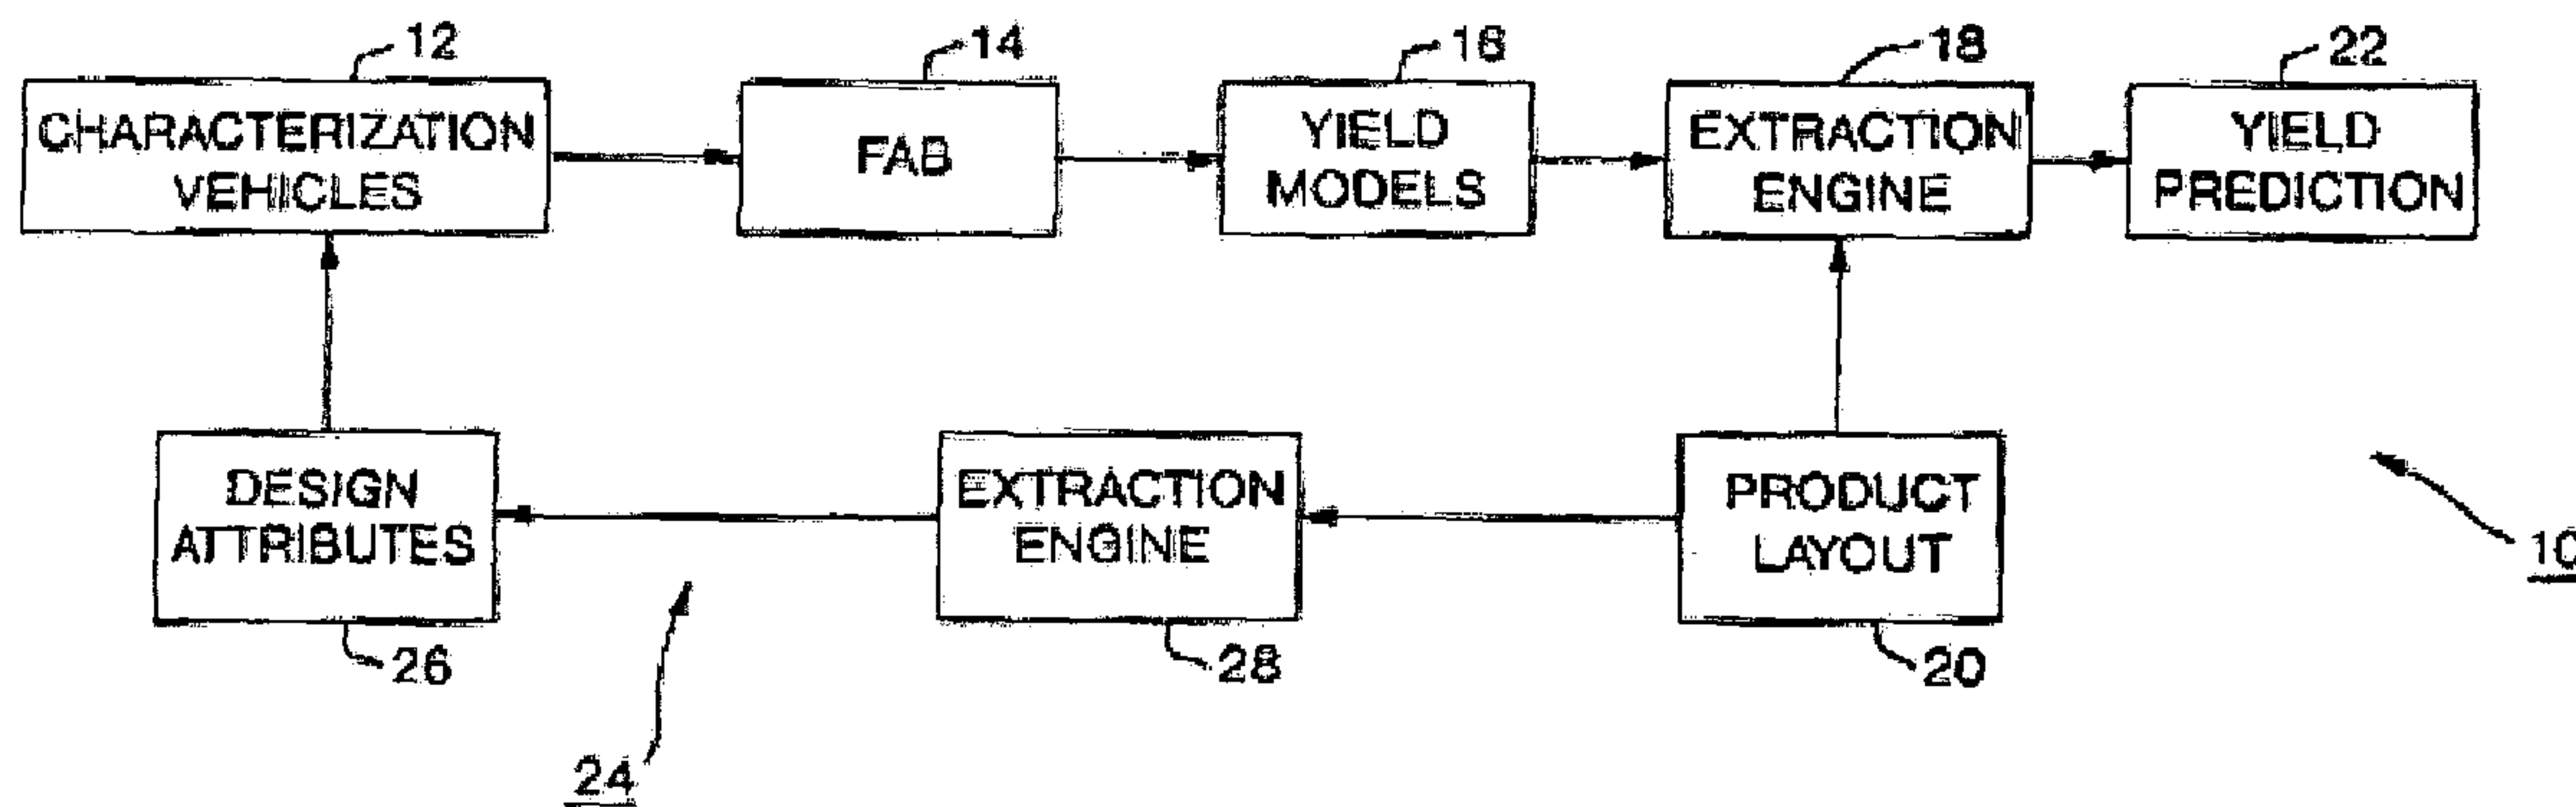 12
14
16
18
22
CHARACTERIZATION
VEHICLES
FAB
YIELD
MODELS
EXTRACTION
ENGINE
YIELD
PREDICTION
DESIGN
ATTRIBUTES
EXTRACTION
ENGINE
PRODUCT
LAYOUT
10
26
28
20
24